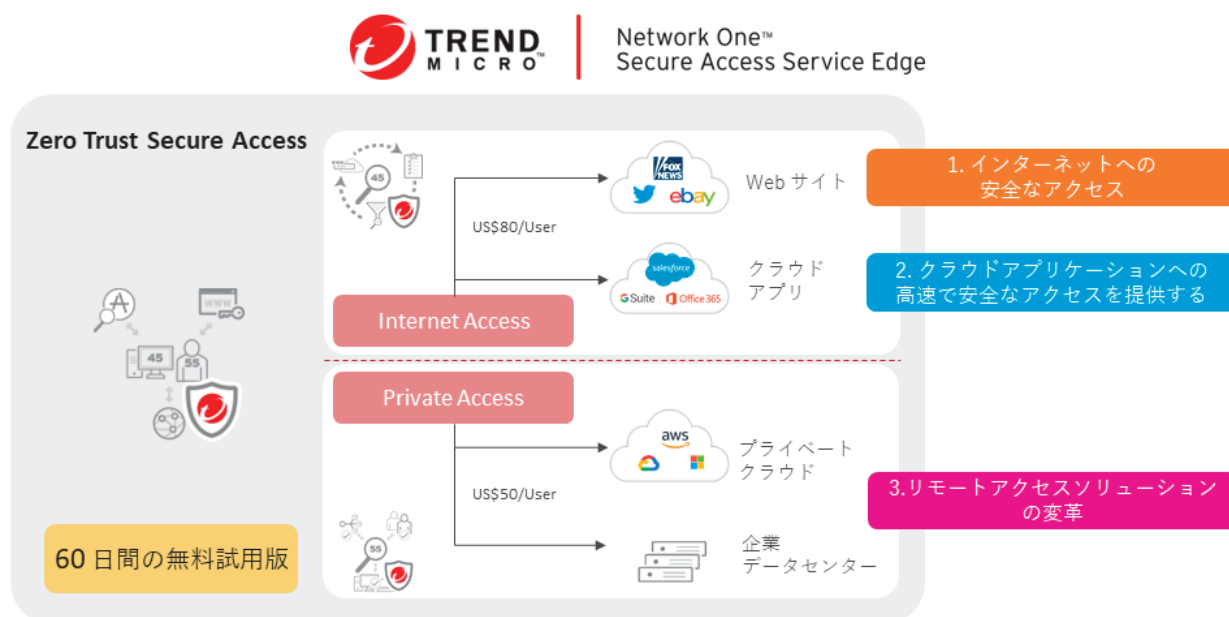 TREND MICRO™
Network One™
Secure Access Service Edge
Zero Trust Secure Access
WWW
45
FOX
NEWS
ebay
Web サイト
1. インターネットへの
安全なアクセス
US$80/User
salesforce
G Suite
Office 365
クラウド
アプリ
2. クラウドアプリケーションへの
高速で安全なアクセスを提供する
Internet Access
WWW
45
55
Private Access
aws
プライベート
クラウド
US$50/User
3.リモートアクセスソリューション
の変革
55
企業
データセンター
60 日間の無料試用版